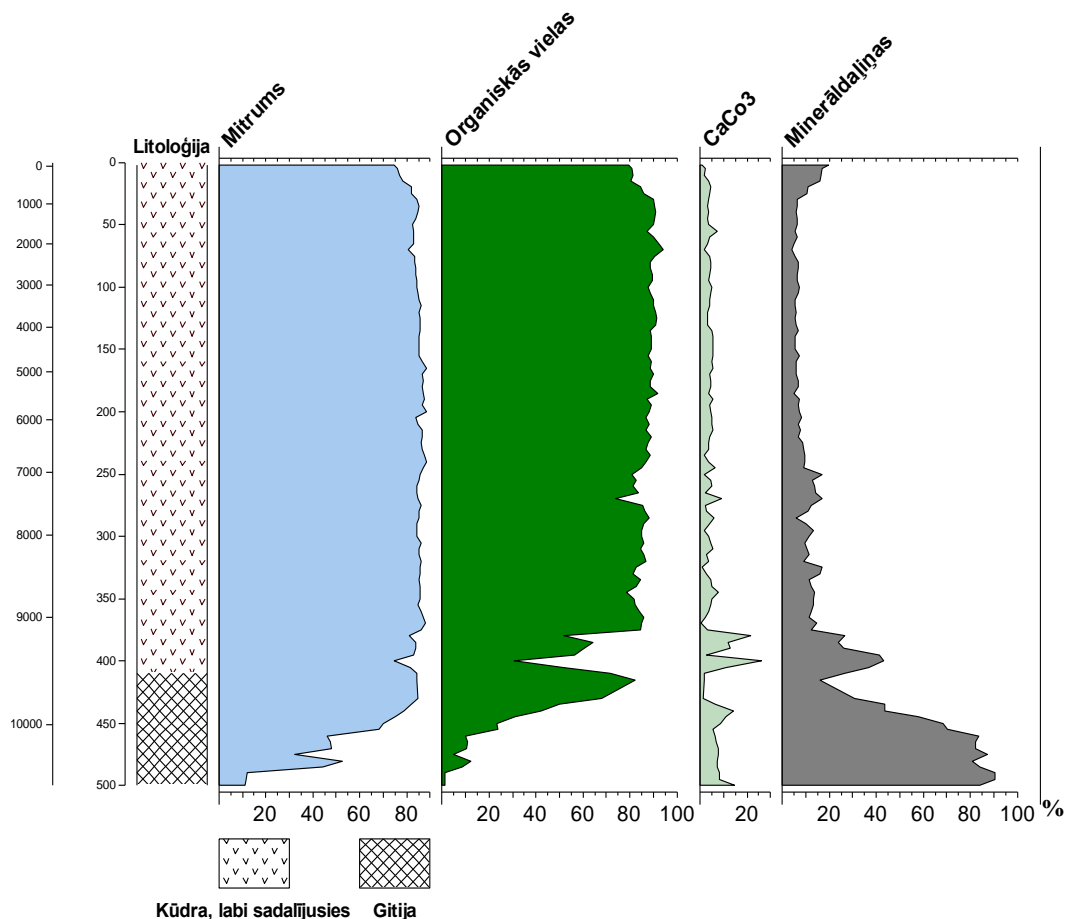 Litoloģija
Mitrums
Organiskās vielas
CaCo3
Minerāldaļiņas
0
1000
2000
3000
4000
5000
6000
7000
8000
9000
10000
0
50
100
150
200
250
300
350
400
450
500
20 40 60 80
20 40 60 80 100
20
20 40 60 80 100 %
Kūdra, labi sadalījusies Gitija